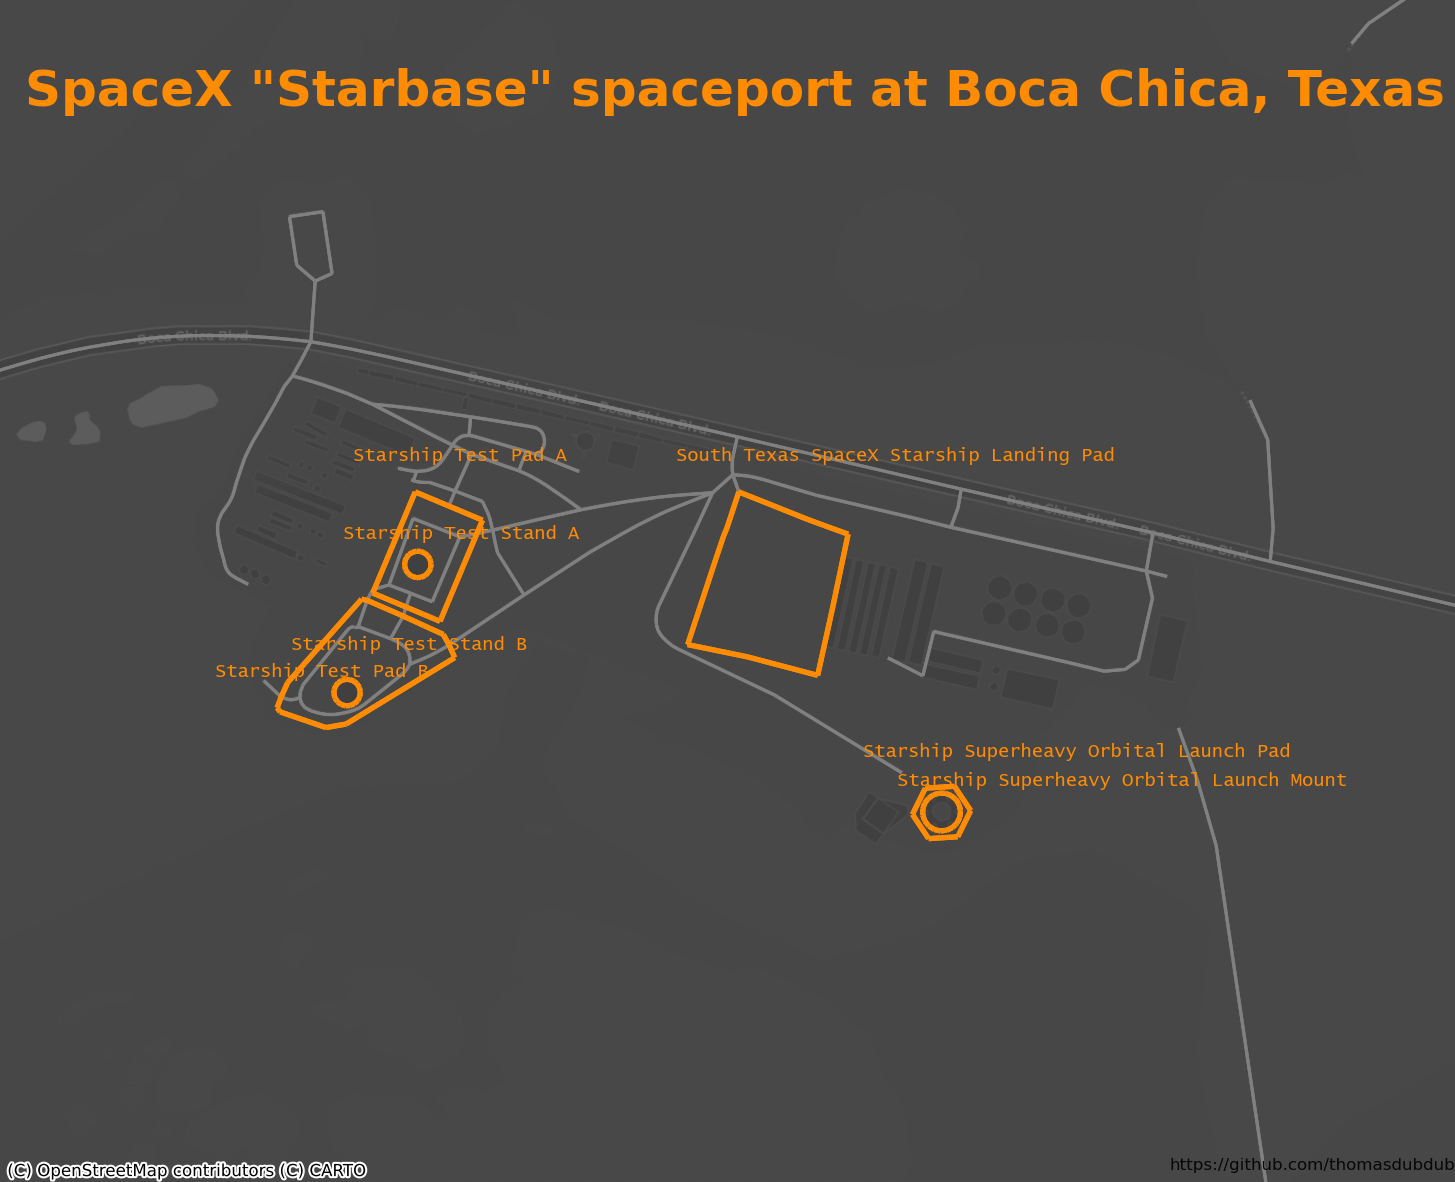 SpaceX "Starbase" spaceport at Boca Chica, Texas
Boca Chica Blvd.
Boca Chica Blvd.
Boca Chica Blvd.
Starship Test Pad A
South Texas SpaceX Starship Landing Pad
Boca Chica Blvd.
Boca Chica Blvd.
Starship Test Stand A
Starship Test Stand B
Starship Test Pad B
Starship Superheavy Orbital Launch Pad
Starship Superheavy Orbital Launch Mount
(C) OpenStreetMap contributors (C) CARTO
https://github.com/thomasdubdub